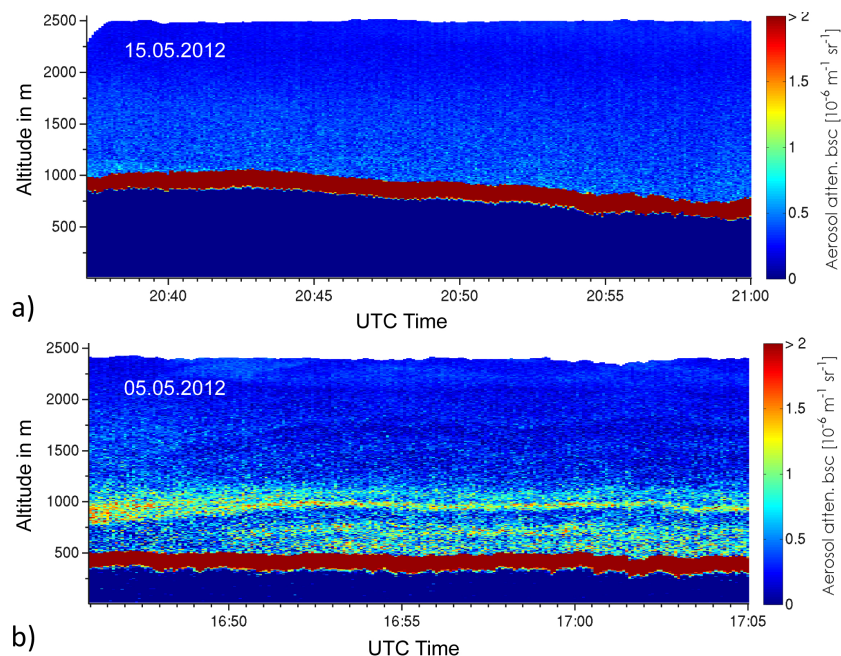 2500
2000
1500
1000
500
Altitude in m
15.05.2012
20:40 20:45 20:50 20:55 21:00
UTC Time
> 2
1.5
1
0.5
0
Aerosol atten. bsc [10⁻⁶ m⁻¹ sr⁻¹]
a)
2500
2000
1500
1000
500
Altitude in m
05.05.2012
16:50 16:55 17:00 17:05
UTC Time
> 2
1.5
1
0.5
0
Aerosol atten. bsc [10⁻⁶ m⁻¹ sr⁻¹]
b)